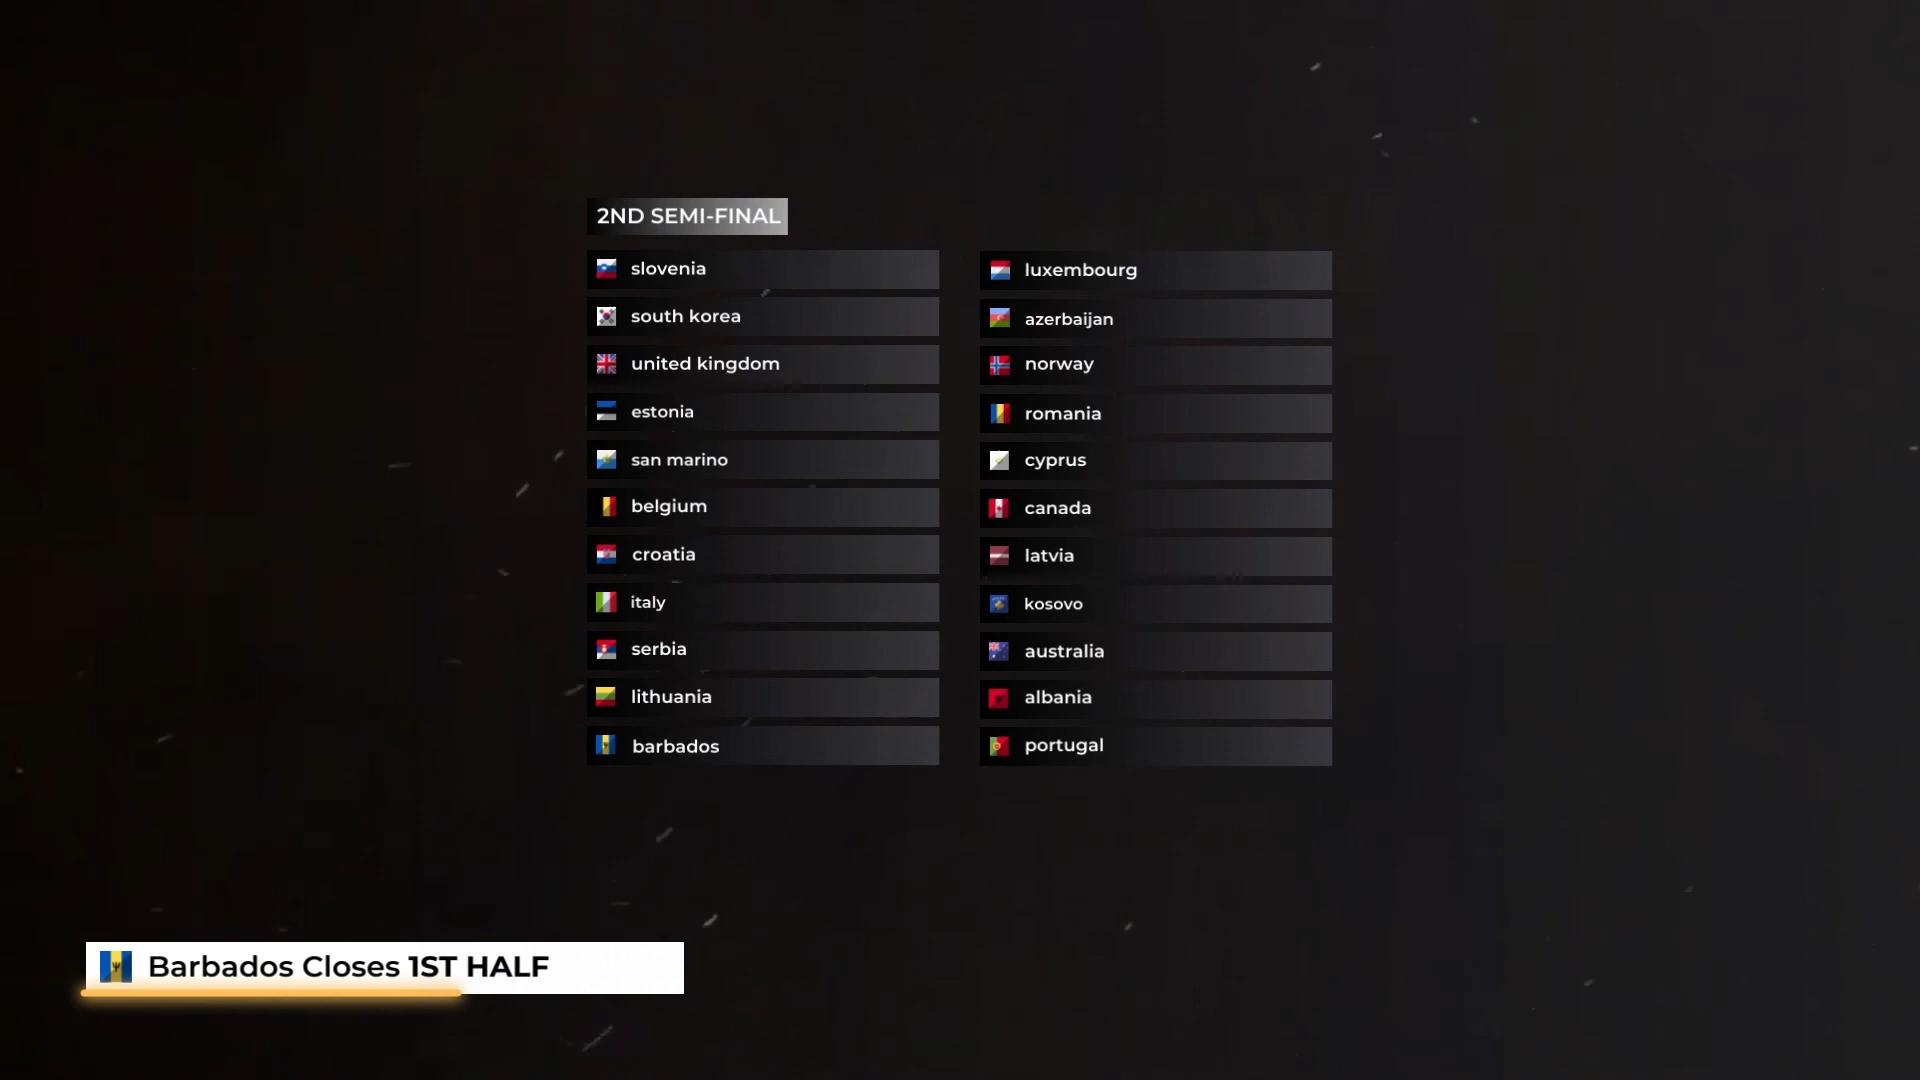 2ND SEMI-FINAL
slovenia
south korea
united kingdom
estonia
san marino
belgium
croatia
italy
serbia
lithuania
barbados
luxembourg
azerbaijan
norway
romania
cyprus
canada
latvia
kosovo
australia
albania
portugal
Barbados Closes 1ST HALF